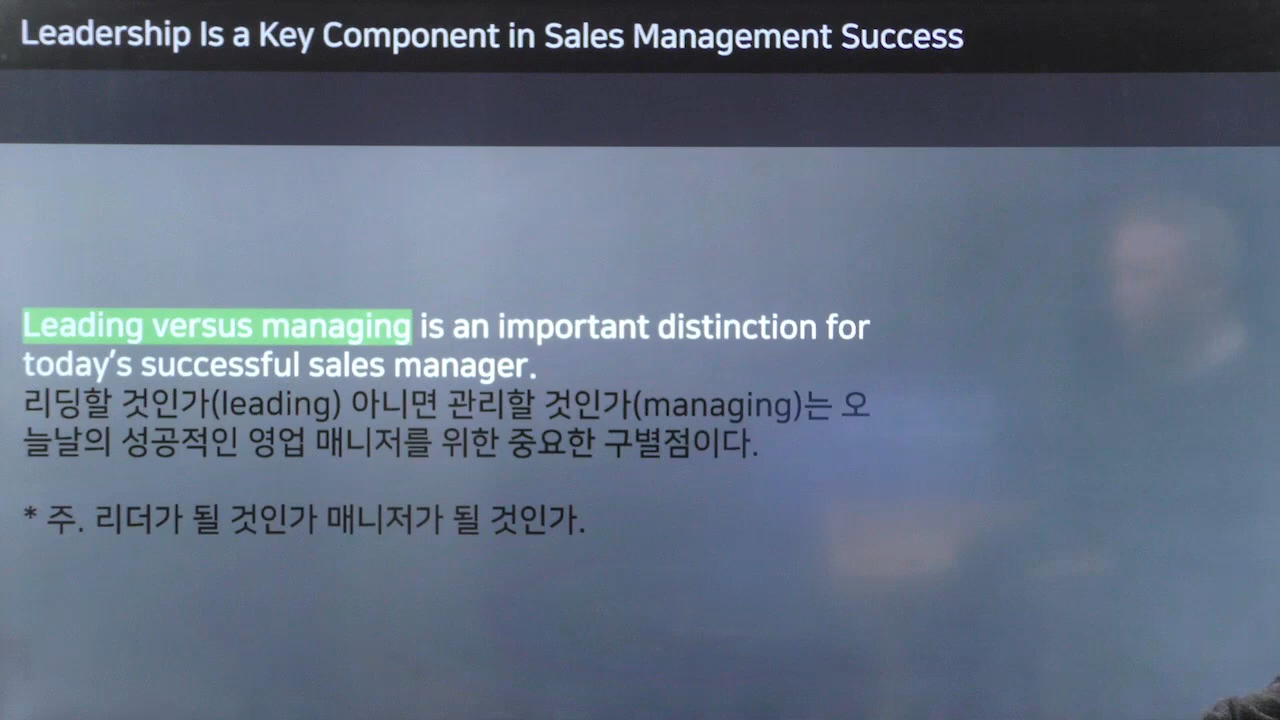 Leadership Is a Key Component in Sales Management Success
Leading versus managing is an important distinction for
today's successful sales manager.
리딩할 것인가(leading) 아니면 관리할 것인가(managing)는 오
늘날의 성공적인 영업 매니저를 위한 중요한 구별점이다.
* 주. 리더가 될 것인가 매니저가 될 것인가.